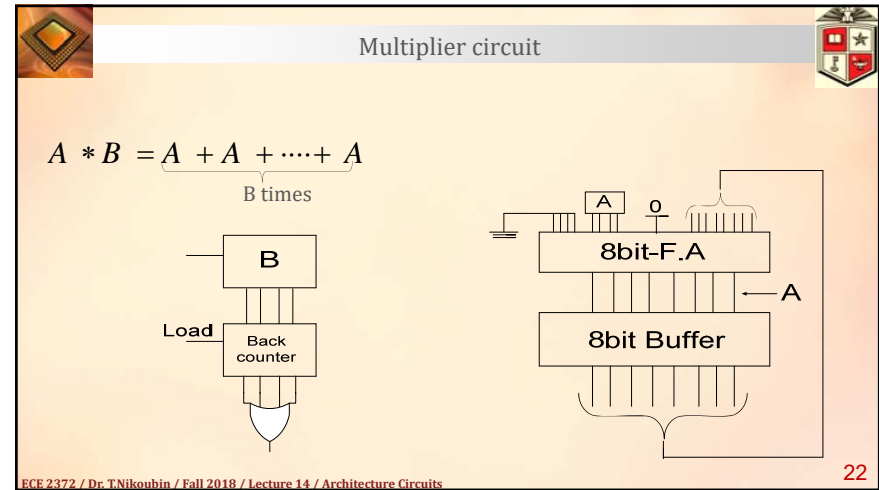 Multiplier circuit
A * B = A + A + ····+ A
B times
B
Load
Back
counter
A
0
8bit-F.A
A
8bit Buffer
ECE 2372 / Dr. T.Nikoubin / Fall 2018 / Lecture 14 / Architecture Circuits
22